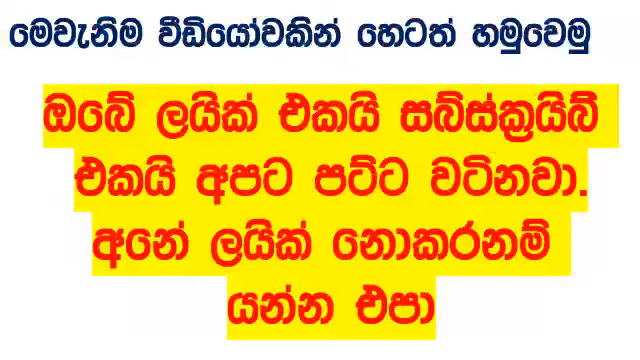 මෙවැනිම වීඩියෝවකින් හෙටත් හමුවෙමු
ඔබේ ලයික් එකයි සබ්ස්ක්‍රයිබ්
එකයි අපට පට්ට වටිනවා.
අනේ ලයික් නොකරනම්
යන්න එපා